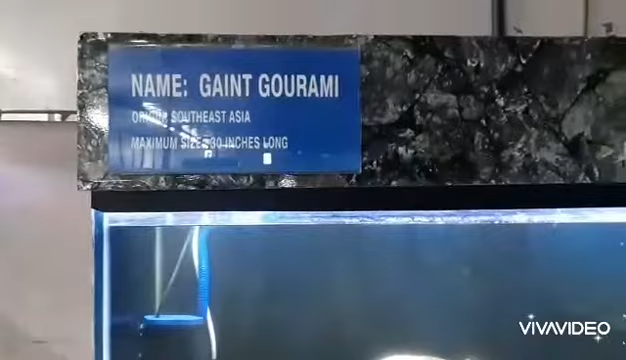 NAME: GAINT GOURAMI
ORIGIN: SOUTHEAST ASIA
MAXIMUM SIZE: 30 INCHES LONG
VIVAVIDEO